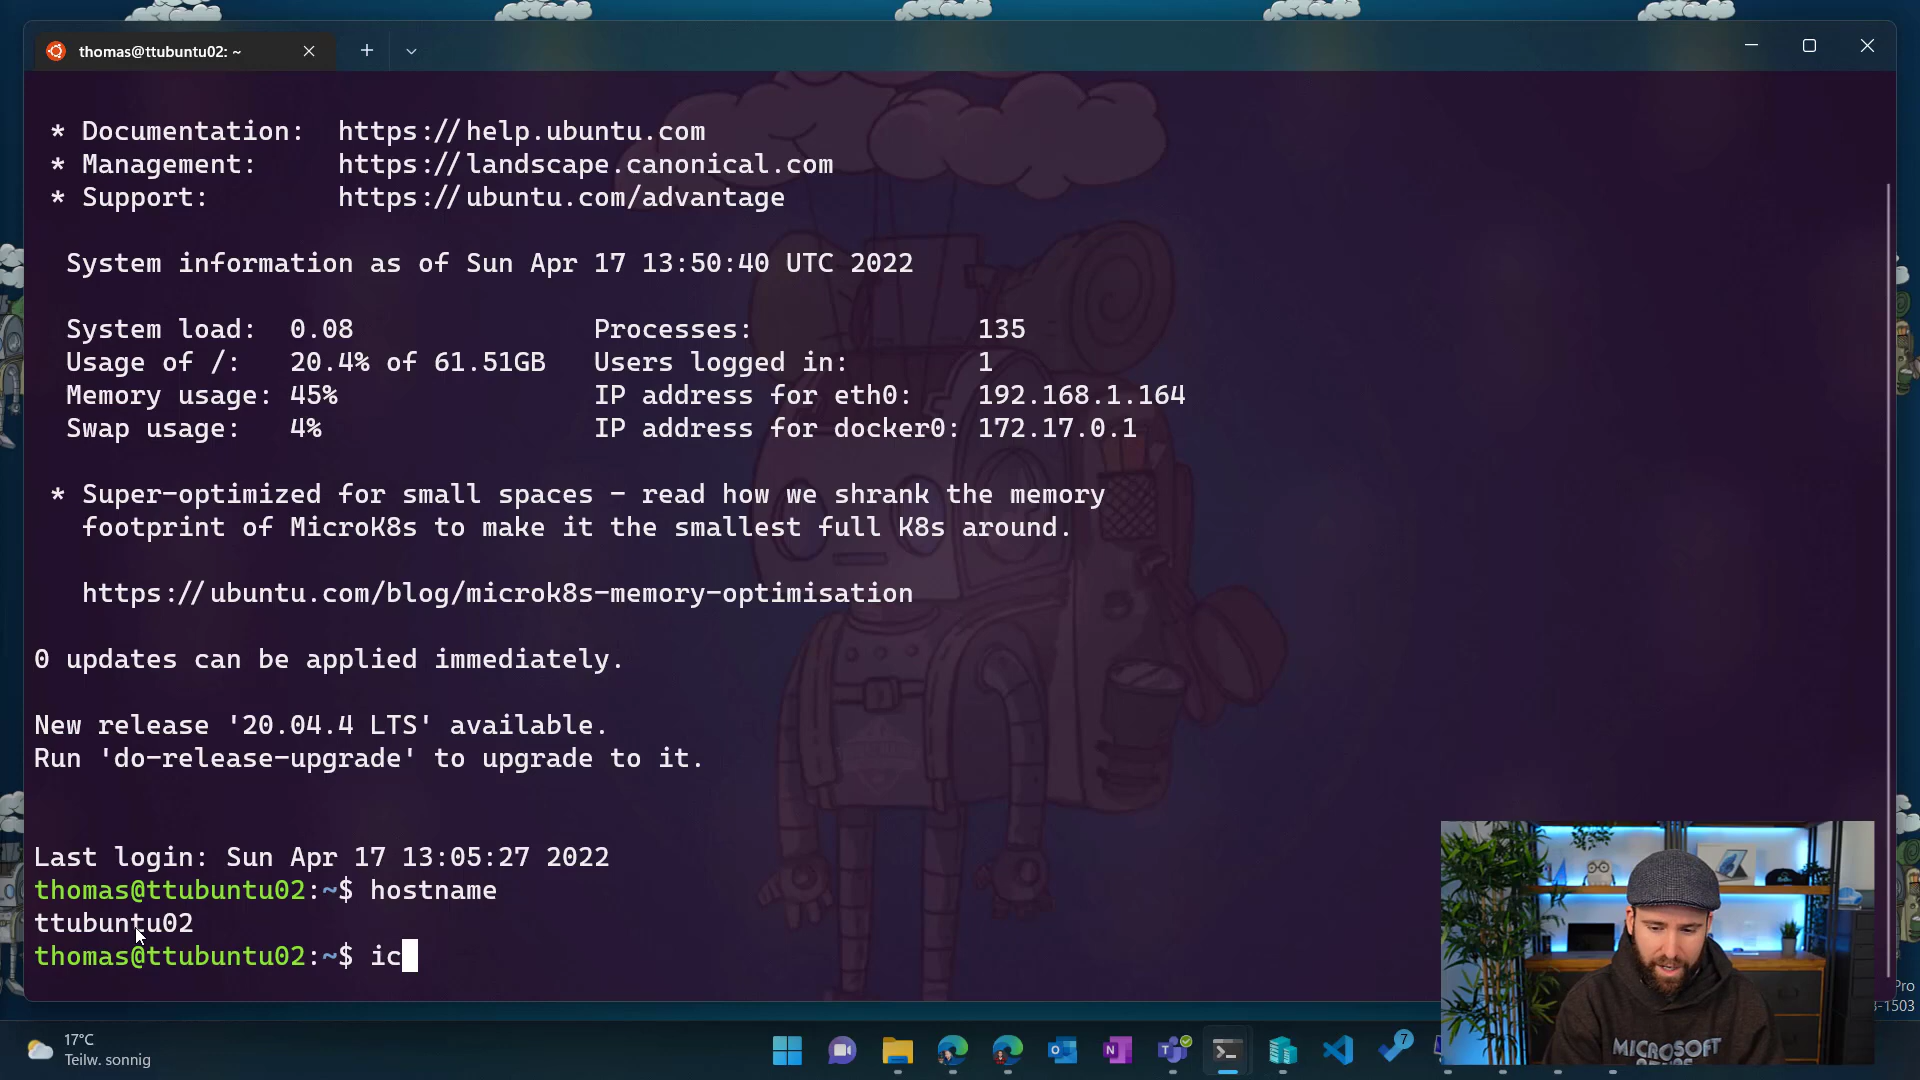 thomas@ttubuntu02: ~
* Documentation: https://help.ubuntu.com
* Management: https://landscape.canonical.com
* Support: https://ubuntu.com/advantage
System information as of Sun Apr 17 13:50:40 UTC 2022
System load: 0.08 Processes: 135
Usage of /: 20.4% of 61.51GB Users logged in: 1
Memory usage: 45% IP address for eth0: 192.168.1.164
Swap usage: 4% IP address for docker0: 172.17.0.1
* Super-optimized for small spaces - read how we shrank the memory
footprint of MicroK8s to make it the smallest full K8s around.
https://ubuntu.com/blog/microk8s-memory-optimisation
0 updates can be applied immediately.
New release '20.04.4 LTS' available.
Run 'do-release-upgrade' to upgrade to it.
Last login: Sun Apr 17 13:05:27 2022
thomas@ttubuntu02:~$ hostname
ttubuntu02
thomas@ttubuntu02:~$ ic
Pro
-1503
17°C
Teilw. sonnig
7
MICROSOFT